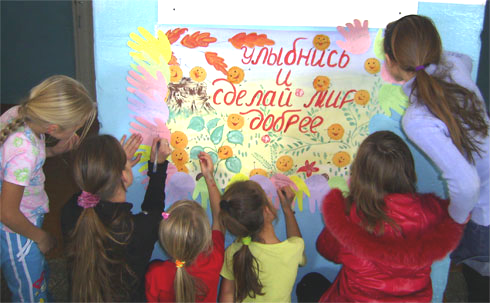 улыбнись
и
сделай мир
добрее